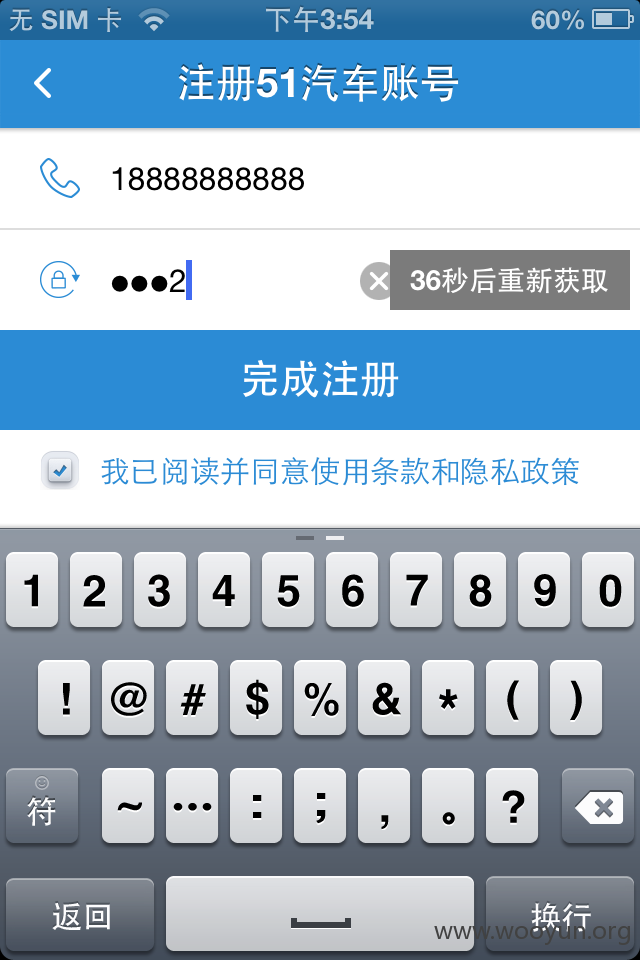 无 SIM 卡 下午3:54 60%
注册51汽车账号
18888888888
●●●2 36秒后重新获取
完成注册
我已阅读并同意使用条款和隐私政策
1 2 3 4 5 6 7 8 9 0
! @ # $ % & * ( )
符 ~ … : ; , 。 ?
返回 换行
www.wooyun.org